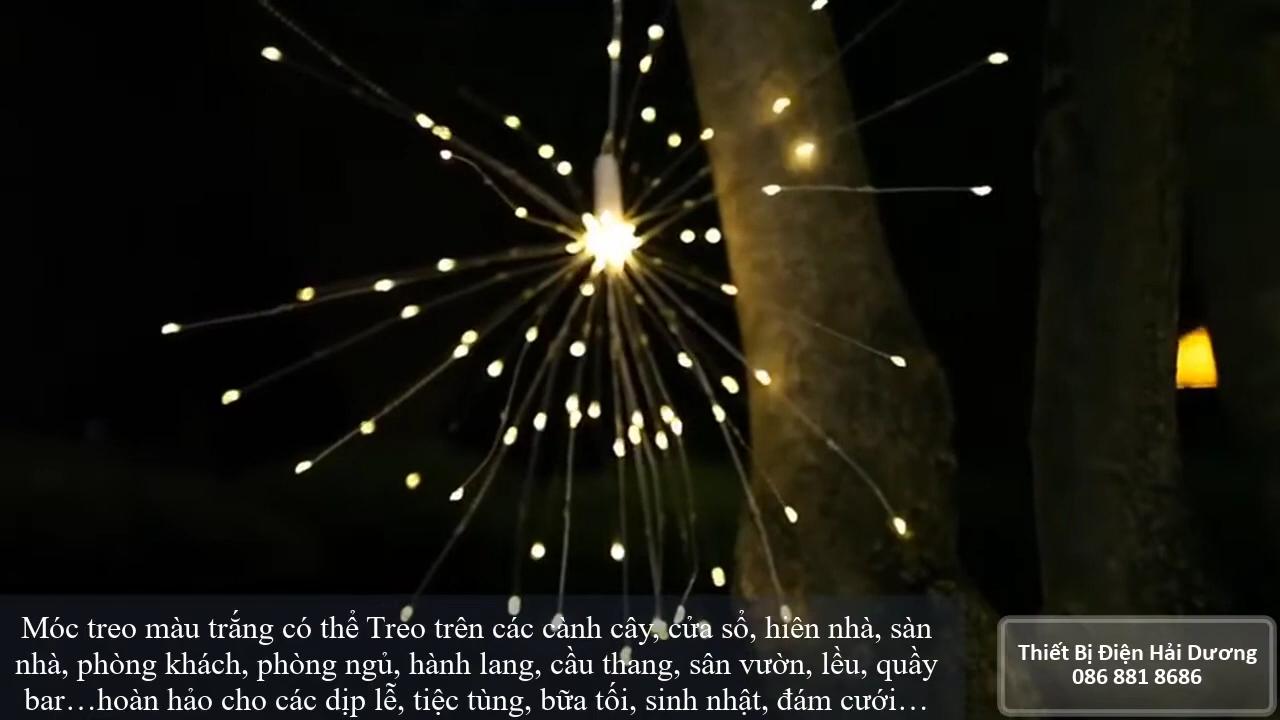 Móc treo màu trắng có thể Treo trên các cành cây, cửa sổ, hiên nhà, sàn
nhà, phòng khách, phòng ngủ, hành lang, cầu thang, sân vườn, lều, quầy
bar…hoàn hảo cho các dịp lễ, tiệc tùng, bữa tối, sinh nhật, đám cưới…
Thiết Bị Điện Hải Dương
086 881 8686